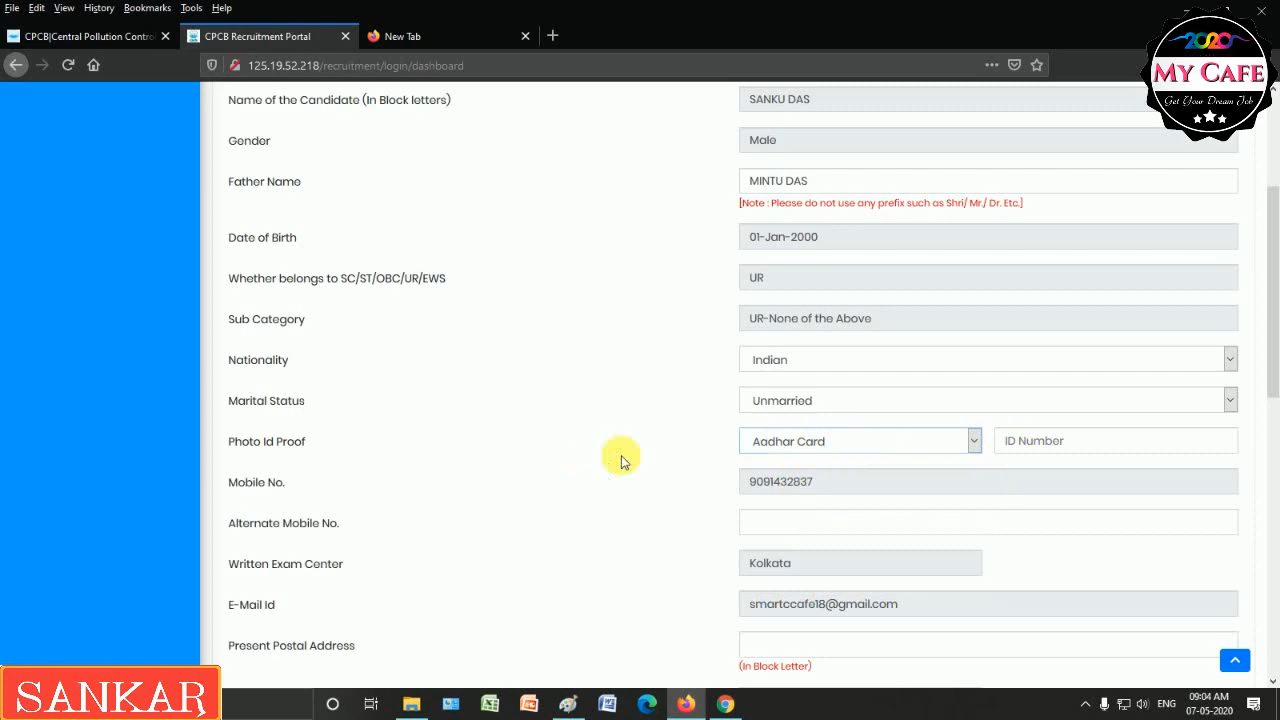 File Edit View History Bookmarks Tools Help
CPCB|Central Pollution Contro
CPCB Recruitment Portal
New Tab
125.19.52.218/recruitment/login/dashboard
2020
MY CAFE
Get Your Dream Job
Name of the Candidate (In Block letters) SANKU DAS
Gender Male
Father Name MINTU DAS
[Note : Please do not use any prefix such as Shri/ Mr./ Dr. Etc.]
Date of Birth 01-Jan-2000
Whether belongs to SC/ST/OBC/UR/EWS UR
Sub Category UR-None of the Above
Nationality Indian
Marital Status Unmarried
Photo Id Proof Aadhar Card ID Number
Mobile No. 9091432837
Alternate Mobile No.
Written Exam Center Kolkata
E-Mail Id smartccafe18@gmail.com
Present Postal Address
(In Block Letter)
SANKAR
ENG
09:04 AM
07-05-2020